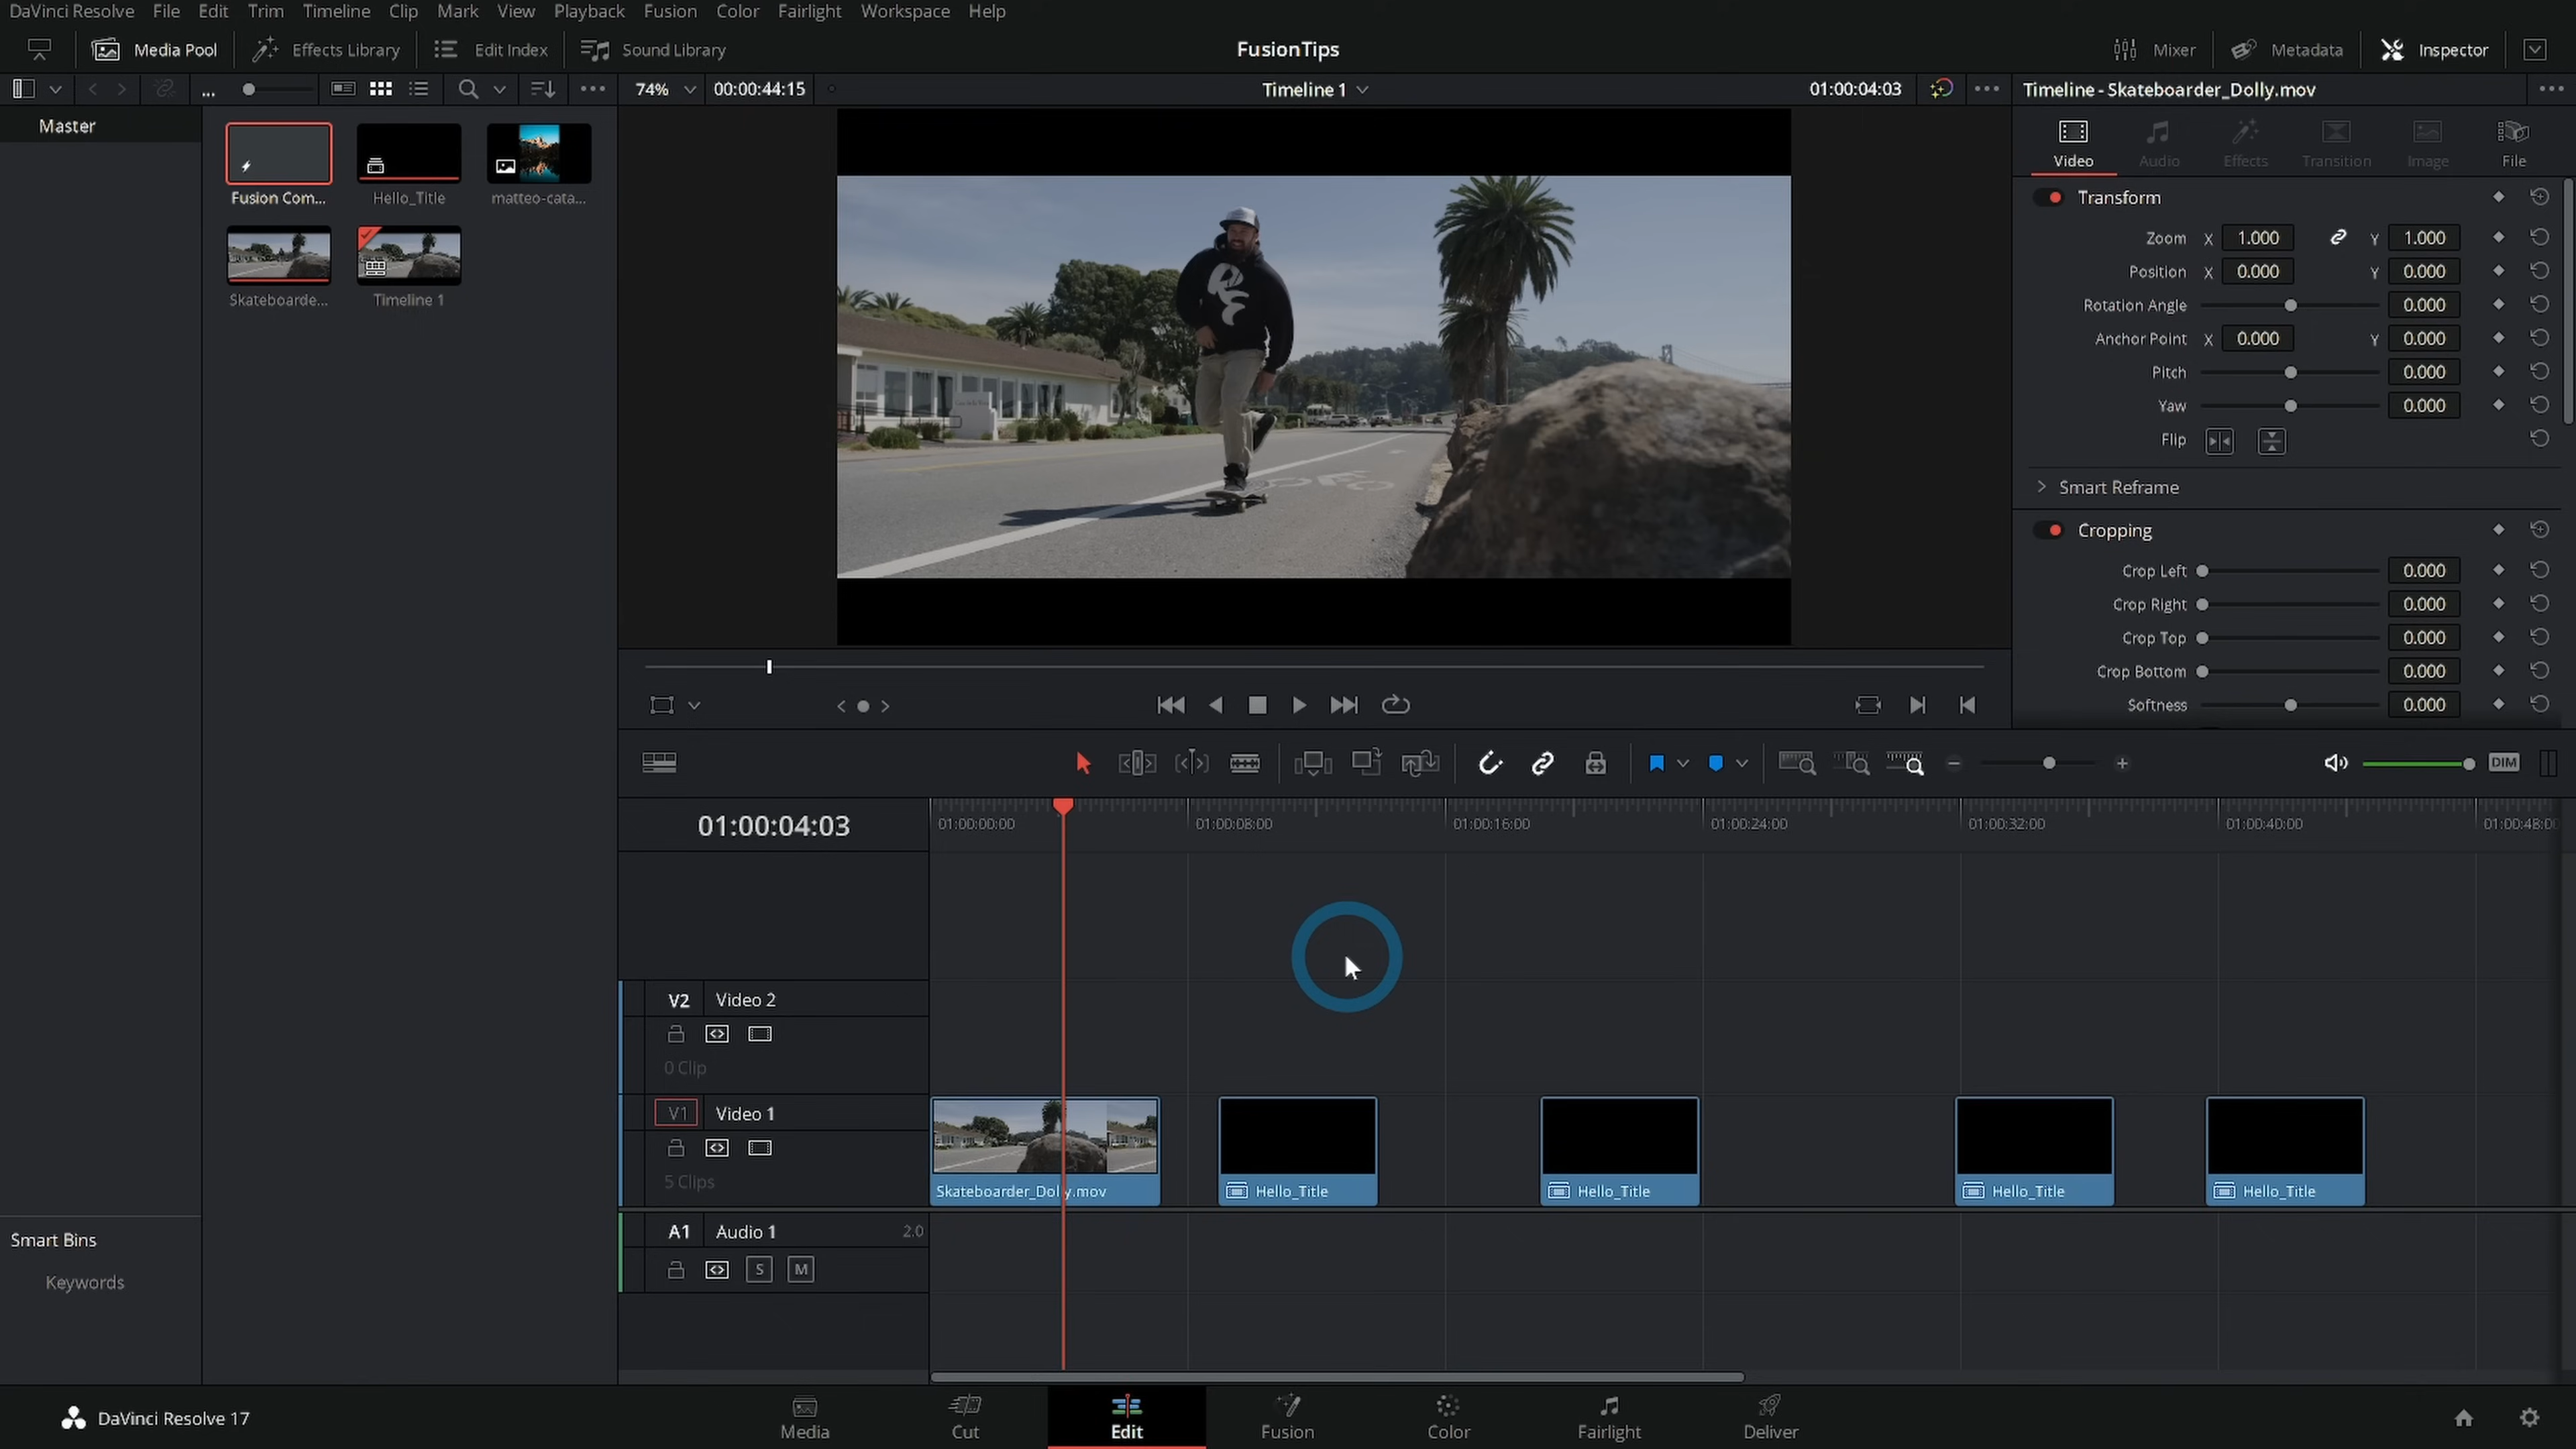 DaVinci Resolve File Edit Trim Timeline Clip Mark View Playback Fusion Color Fairlight Workspace Help
Media Pool Effects Library Edit Index Sound Library FusionTips Mixer Metadata Inspector
... 74% 00:00:44:15 Timeline 1 01:00:04:03 Timeline - Skateboarder_Dolly.mov
Master
Fusion Com...
Hello_Title
matteo-cata...
Skateboarde...
Timeline 1
Video Audio Effects Transition Image File
Transform
Zoom X 1.000 Y 1.000
Position X 0.000 Y 0.000
Rotation Angle 0.000
Anchor Point X 0.000 Y 0.000
Pitch 0.000
Yaw 0.000
Flip
Smart Reframe
Cropping
Crop Left 0.000
Crop Right 0.000
Crop Top 0.000
Crop Bottom 0.000
Softness 0.000
DIM
01:00:04:03
01:00:00:00 01:00:08:00 01:00:16:00 01:00:24:00 01:00:32:00 01:00:40:00 01:00:48:00
V2 Video 2
0 Clip
V1 Video 1
5 Clips
Skateboarder_Dolly.mov Hello_Title Hello_Title Hello_Title Hello_Title
A1 Audio 1 2.0
S M
Smart Bins
Keywords
DaVinci Resolve 17
Media Cut Edit Fusion Color Fairlight Deliver